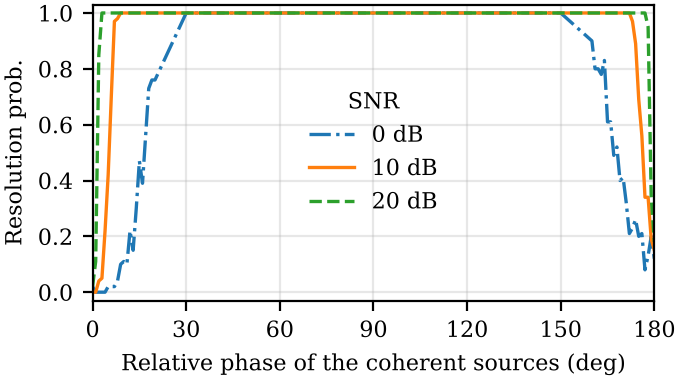 1.0
0.8
0.6
0.4
0.2
0.0
Resolution prob.
SNR
0 dB
10 dB
20 dB
0 30 60 90 120 150 180
Relative phase of the coherent sources (deg)